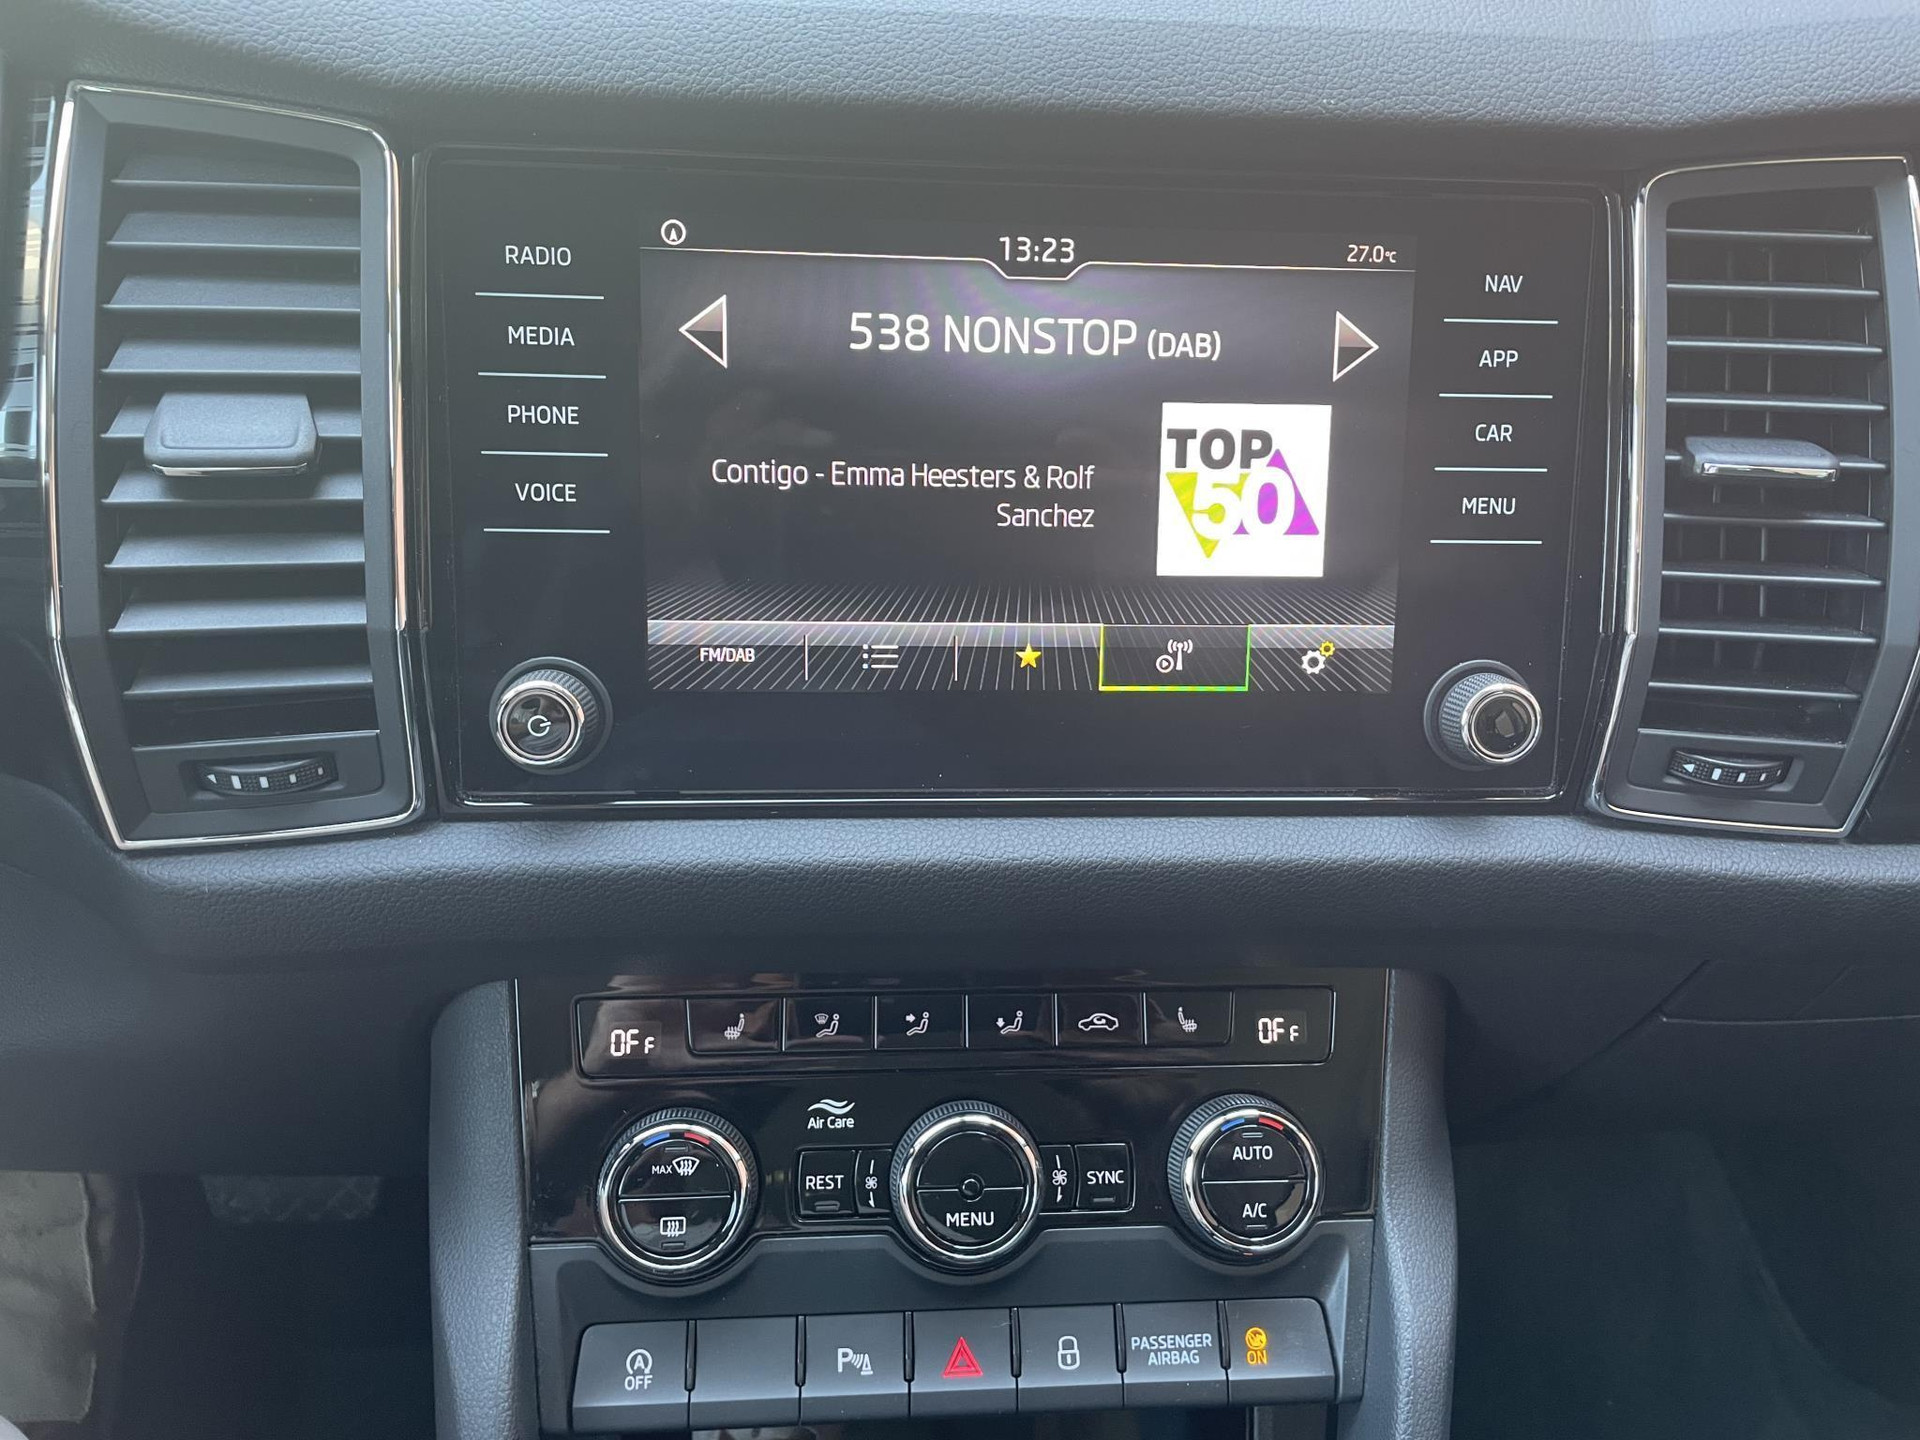 RADIO
MEDIA
PHONE
VOICE
13:23
27.0°C
538 NONSTOP (DAB)
Contigo - Emma Heesters & Rolf
Sanchez
TOP
50
FM/DAB
NAV
APP
CAR
MENU
OFF
OFF
Air Care
MAX
REST
MENU
SYNC
AUTO
A/C
A
OFF
P
PASSENGER
AIRBAG
ON